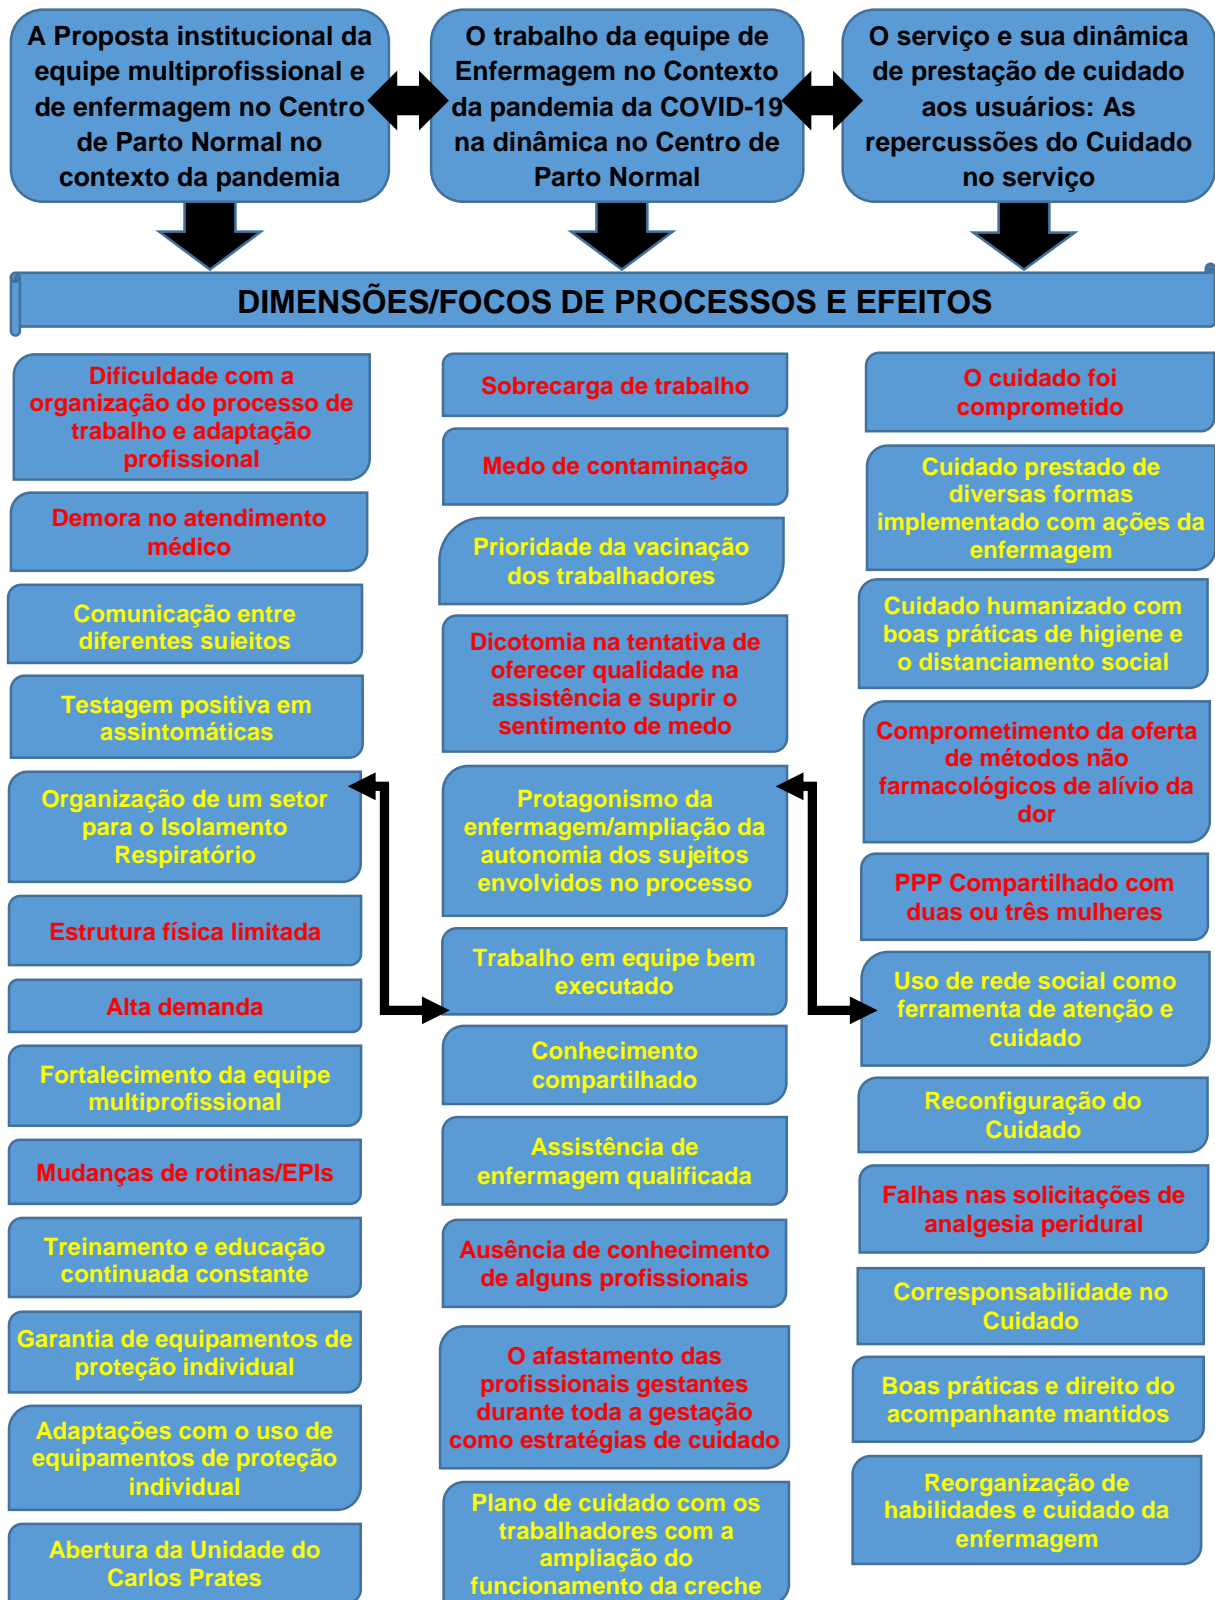 A Proposta institucional da
equipe multiprofissional e
de enfermagem no Centro
de Parto Normal no
contexto da pandemia
O trabalho da equipe de
Enfermagem no Contexto
da pandemia da COVID-19
na dinâmica no Centro de
Parto Normal
O serviço e sua dinâmica
de prestação de cuidado
aos usuários: As
repercussões do Cuidado
no serviço
DIMENSÕES/FOCOS DE PROCESSOS E EFEITOS
Dificuldade com a
organização do processo de
trabalho e adaptação
profissional
Demora no atendimento
médico
Comunicação entre
diferentes sujeitos
Testagem positiva em
assintomáticas
Organização de um setor
para o Isolamento
Respiratório
Estrutura física limitada
Alta demanda
Fortalecimento da equipe
multiprofissional
Mudanças de rotinas/EPIs
Treinamento e educação
continuada constante
Garantia de equipamentos de
proteção individual
Adaptações com o uso de
equipamentos de proteção
individual
Abertura da Unidade do
Carlos Prates
Sobrecarga de trabalho
Medo de contaminação
Prioridade da vacinação
dos trabalhadores
Dicotomia na tentativa de
oferecer qualidade na
assistência e suprir o
sentimento de medo
Protagonismo da
enfermagem/ampliação da
autonomia dos sujeitos
envolvidos no processo
Trabalho em equipe bem
executado
Conhecimento
compartilhado
Assistência de
enfermagem qualificada
Ausência de conhecimento
de alguns profissionais
O afastamento das
profissionais gestantes
durante toda a gestação
como estratégias de cuidado
Plano de cuidado com os
trabalhadores com a
ampliação do
funcionamento da creche
O cuidado foi
comprometido
Cuidado prestado de
diversas formas
implementado com ações da
enfermagem
Cuidado humanizado com
boas práticas de higiene e
o distanciamento social
Comprometimento da oferta
de métodos não
farmacológicos de alívio da
dor
PPP Compartilhado com
duas ou três mulheres
Uso de rede social como
ferramenta de atenção e
cuidado
Reconfiguração do
Cuidado
Falhas nas solicitações de
analgesia peridural
Corresponsabilidade no
Cuidado
Boas práticas e direito do
acompanhante mantidos
Reorganização de
habilidades e cuidado da
enfermagem